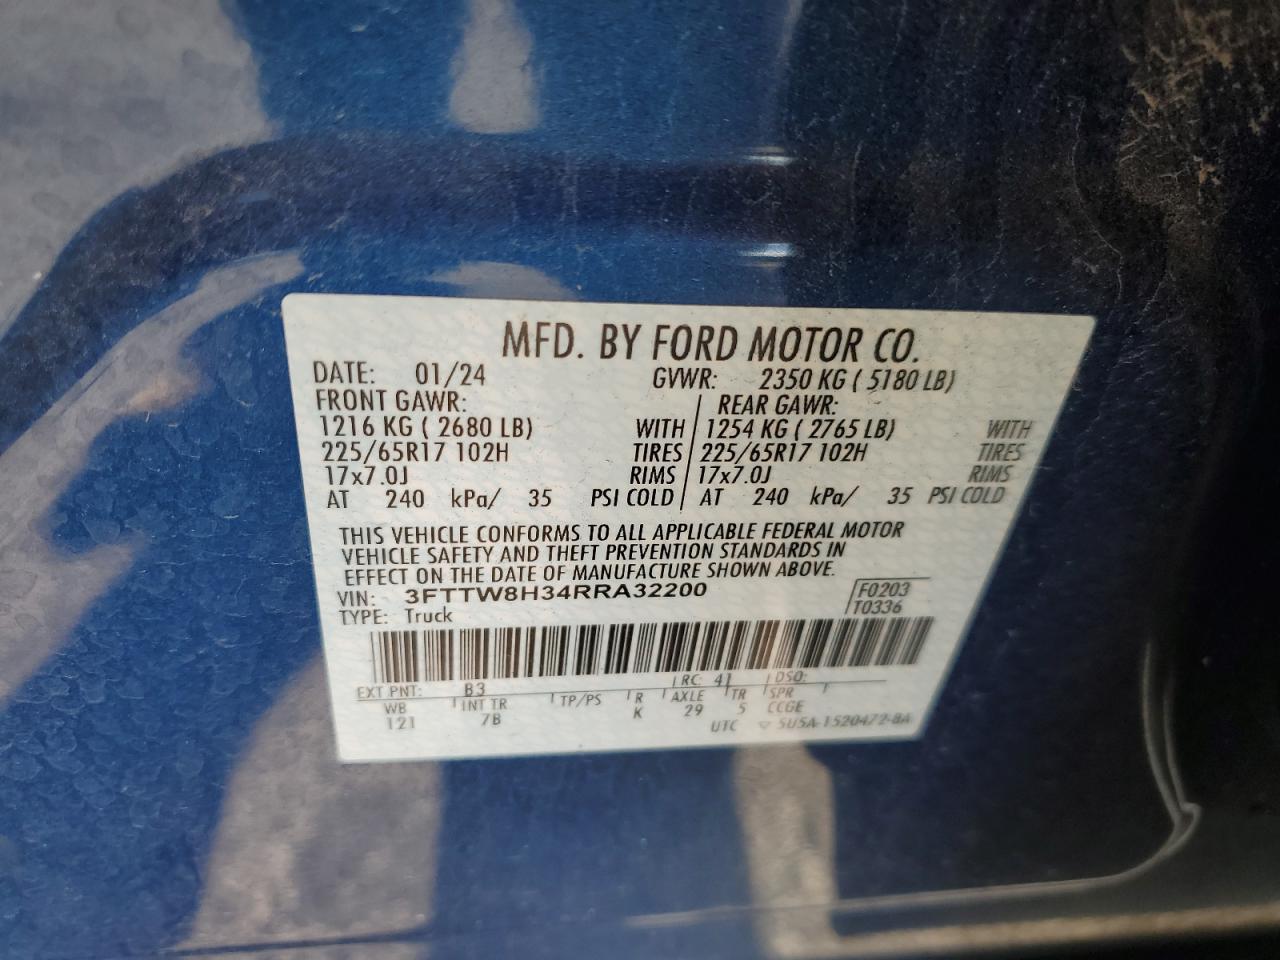 MFD. BY FORD MOTOR CO.
DATE: 01/24 GVWR: 2350 KG ( 5180 LB)
FRONT GAWR: REAR GAWR:
1216 KG ( 2680 LB) WITH 1254 KG ( 2765 LB) WITH
225/65R17 102H TIRES 225/65R17 102H TIRES
17x7.0J RIMS 17x7.0J RIMS
AT 240 kPa/ 35 PSI COLD AT 240 kPa/ 35 PSI COLD
THIS VEHICLE CONFORMS TO ALL APPLICABLE FEDERAL MOTOR
VEHICLE SAFETY AND THEFT PREVENTION STANDARDS IN
EFFECT ON THE DATE OF MANUFACTURE SHOWN ABOVE.
VIN: 3FTTW8H34RRA32200 F0203
TYPE: Truck T0336
EXT PNT: B3 RC: 41 DSO:
WB INT TR TP/PS R AXLE TR SPR
121 7B K 29 5 CCGE
UTC 5U5A-1520472-BA